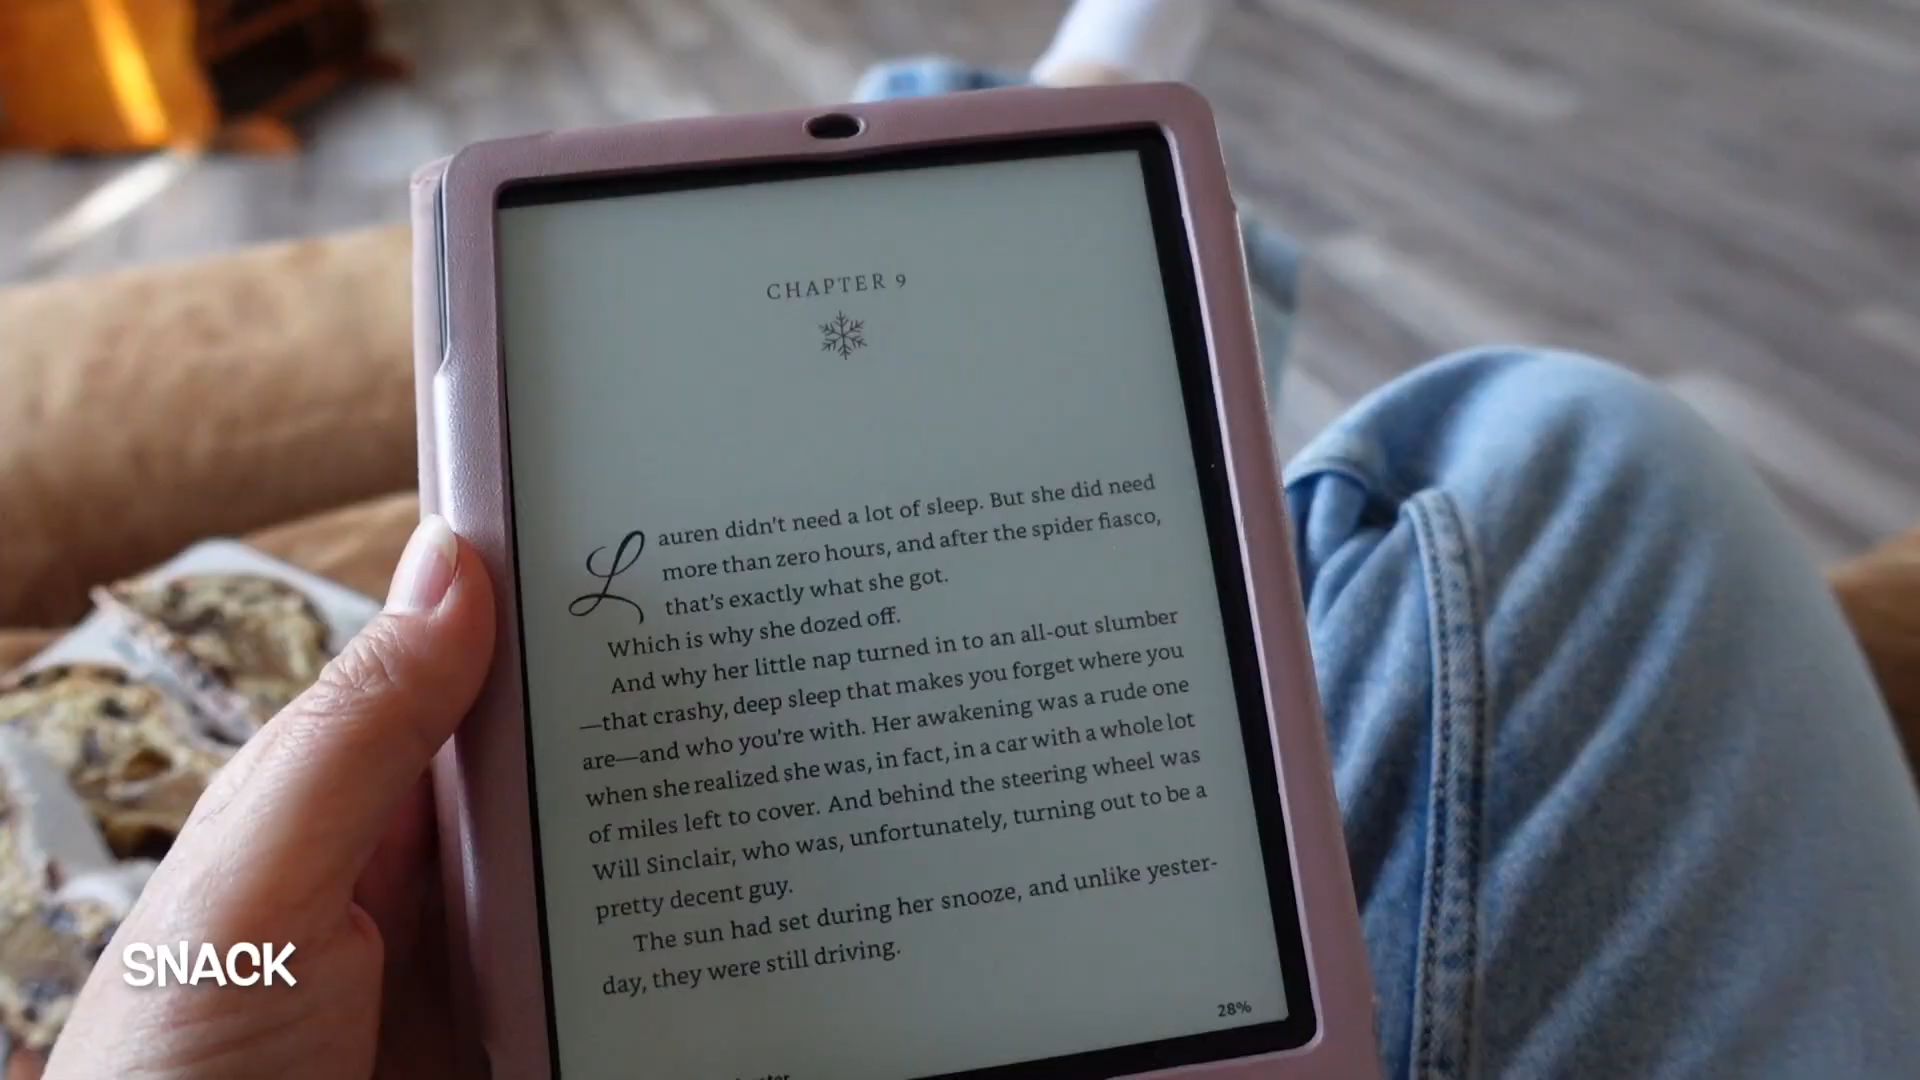 CHAPTER 9
Lauren didn't need a lot of sleep. But she did need
more than zero hours, and after the spider fiasco,
that's exactly what she got.
Which is why she dozed off.
And why her little nap turned in to an all-out slumber
—that crashy, deep sleep that makes you forget where you
are—and who you're with. Her awakening was a rude one
when she realized she was, in fact, in a car with a whole lot
of miles left to cover. And behind the steering wheel was
Will Sinclair, who was, unfortunately, turning out to be a
pretty decent guy.
The sun had set during her snooze, and unlike yester-
day, they were still driving.
28%
SNACK